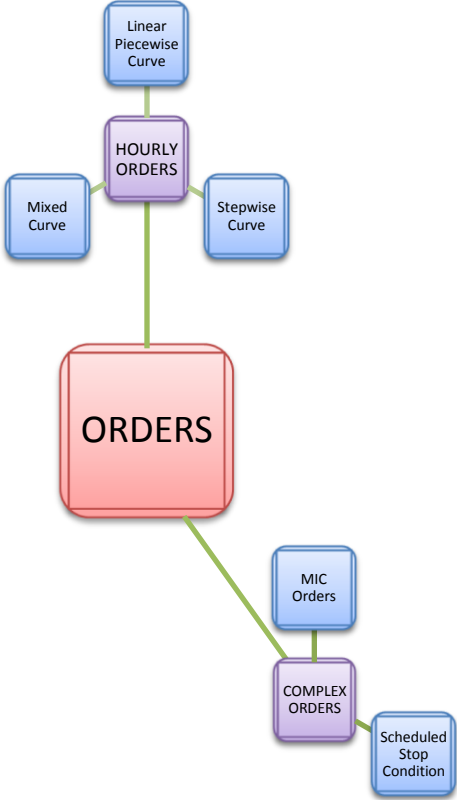 Linear
Piecewise
Curve
HOURLY
ORDERS
Mixed
Curve
Stepwise
Curve
ORDERS
MIC
Orders
COMPLEX
ORDERS
Scheduled
Stop
Condition